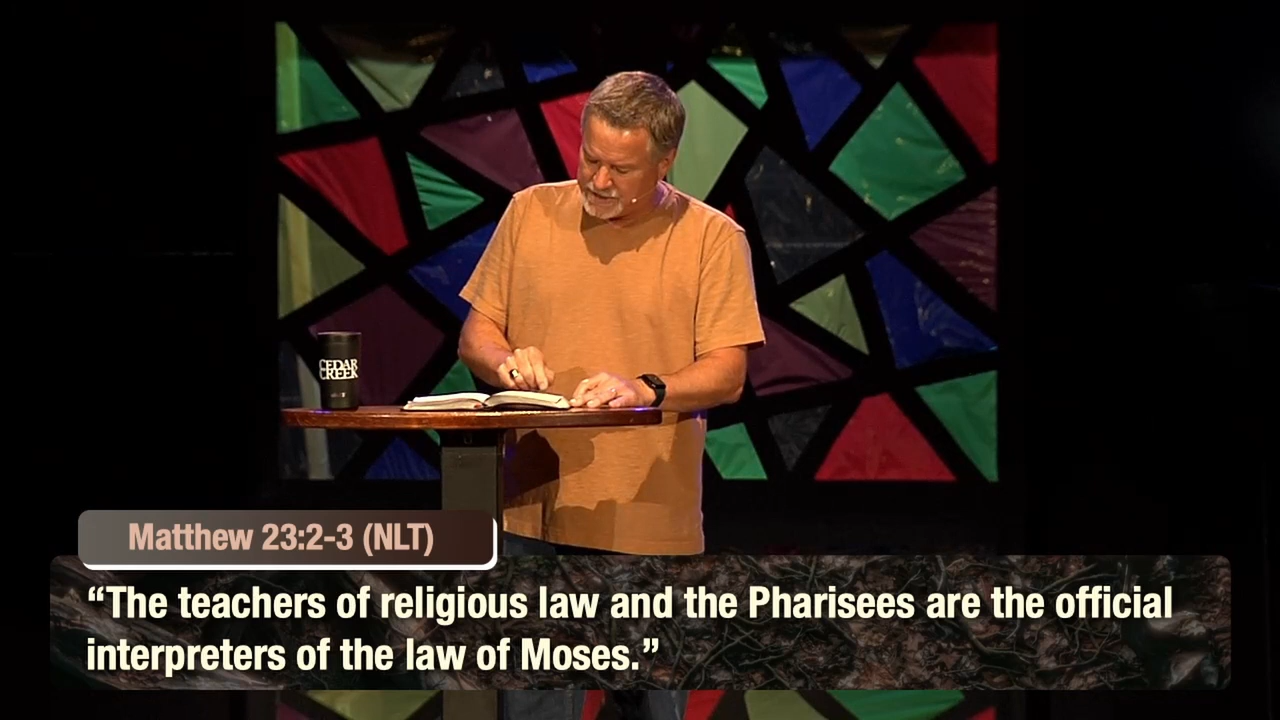 CEDAR
CREEK
Matthew 23:2-3 (NLT)
“The teachers of religious law and the Pharisees are the official
interpreters of the law of Moses.”